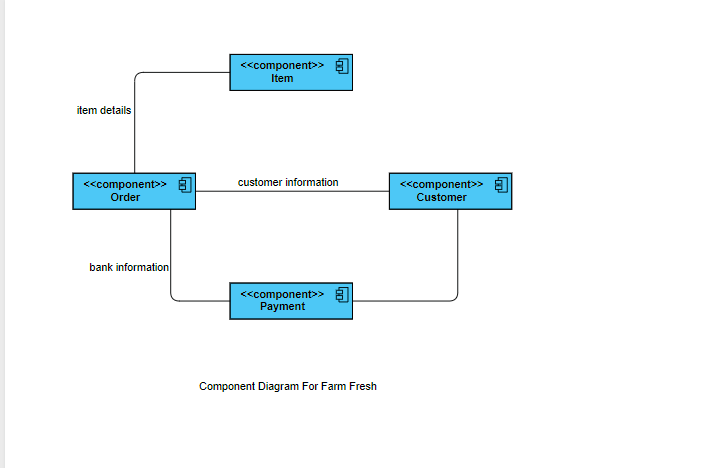 <<component>>
Item
item details
<<component>>
Order
customer information
<<component>>
Customer
bank information
<<component>>
Payment
Component Diagram For Farm Fresh